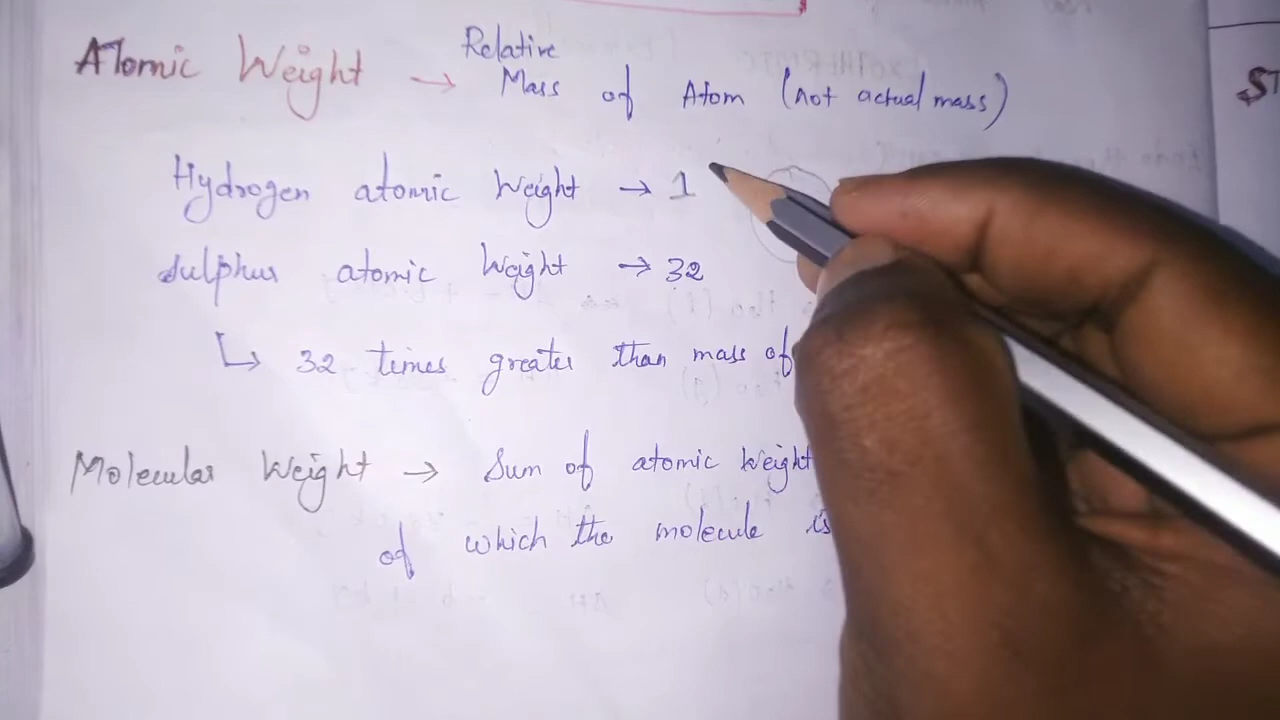 Atomic Weight → Relative Mass of Atom (not actual mass)
Hydrogen atomic Weight → 1
Sulphur atomic Weight → 32
↳ 32 times greater than mass of
Molecular Weight → Sum of atomic Weight
of which the molecule is
ST